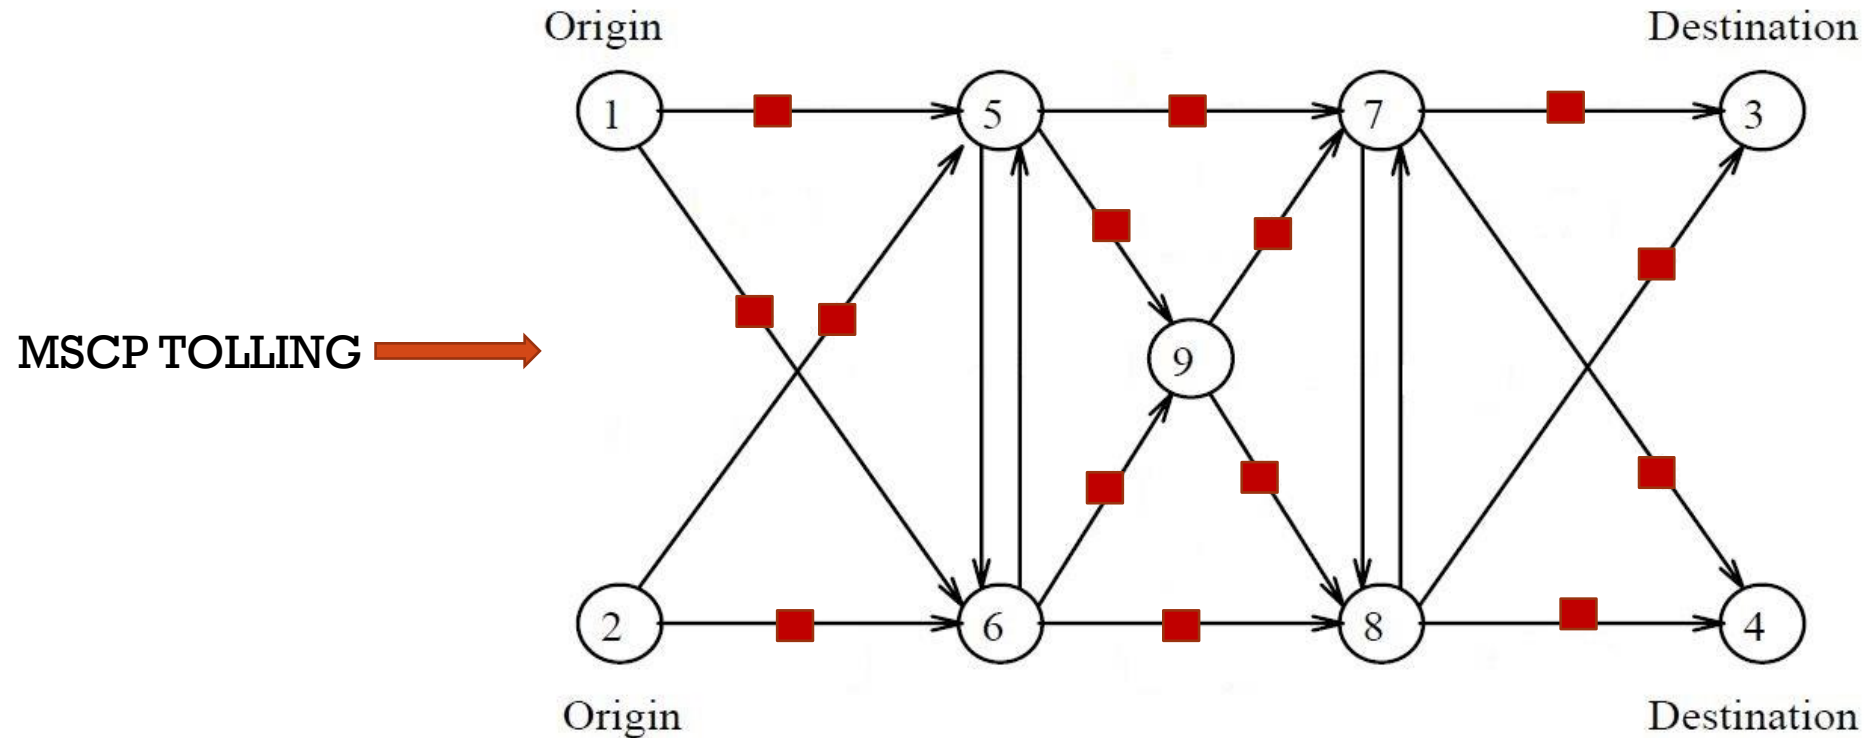 Origin
Destination
1
5
7
3
MSCP TOLLING
9
2
6
8
4
Origin
Destination